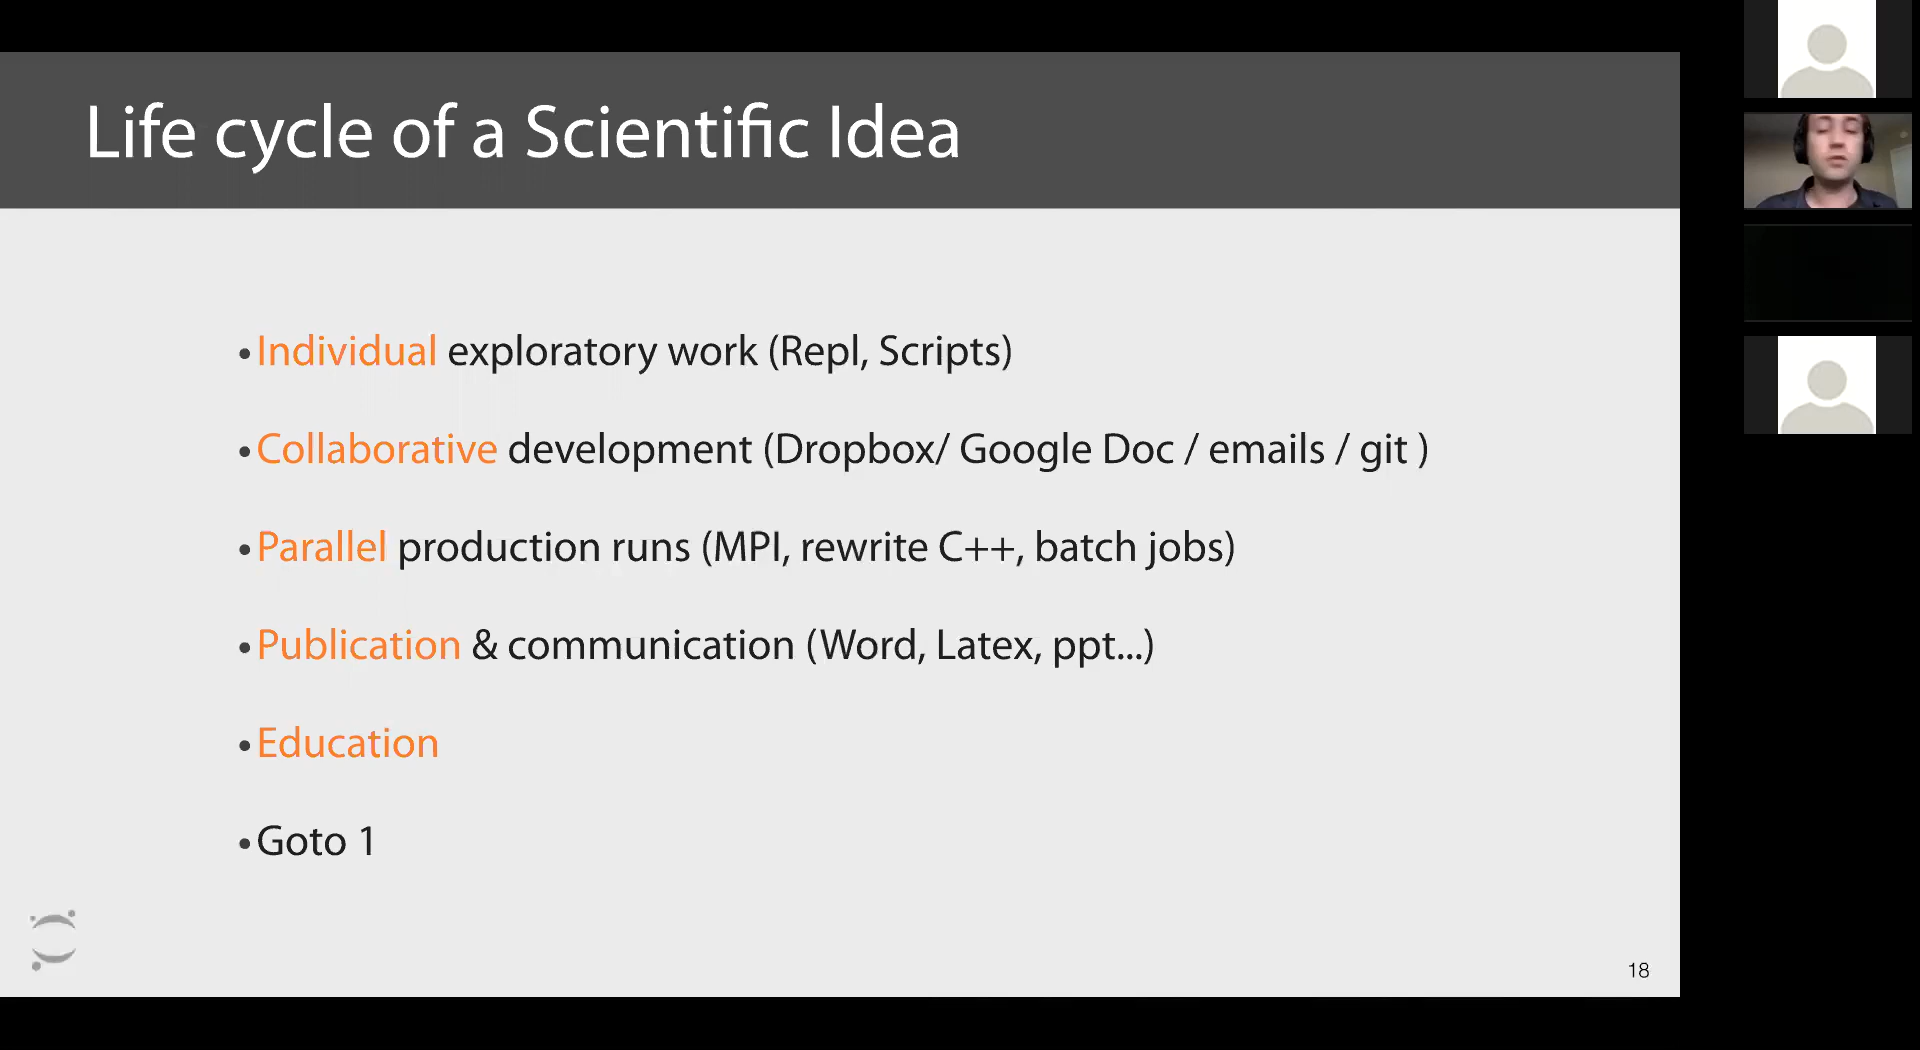 Life cycle of a Scientific Idea
•Individual exploratory work (Repl, Scripts)
•Collaborative development (Dropbox/ Google Doc / emails / git )
•Parallel production runs (MPI, rewrite C++, batch jobs)
•Publication & communication (Word, Latex, ppt...)
•Education
•Goto 1
18